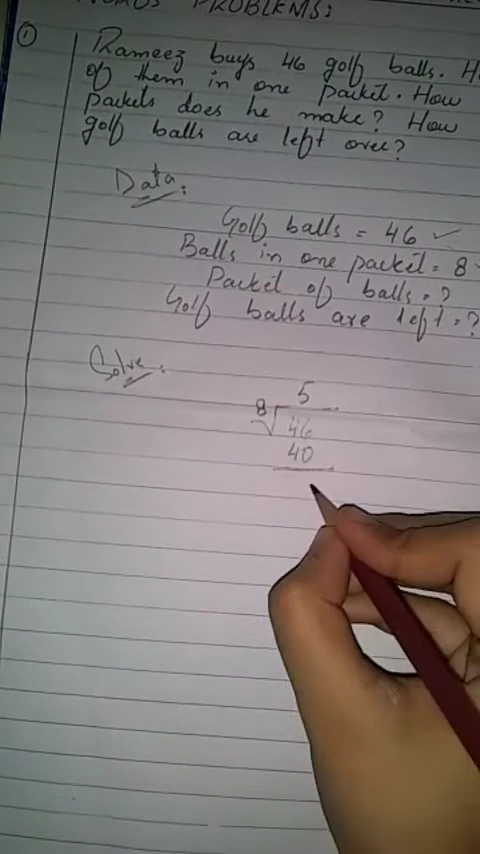 PROBLEMS:
① Rameez buys 46 golf balls. H
of them in one packet. How
packets does he make? How
golf balls are left over?
Data:
Golf balls = 46 ✓
Balls in one packet = 8
Packet of balls = ?
Golf balls are left = ?
Solve:
5
8 46
40